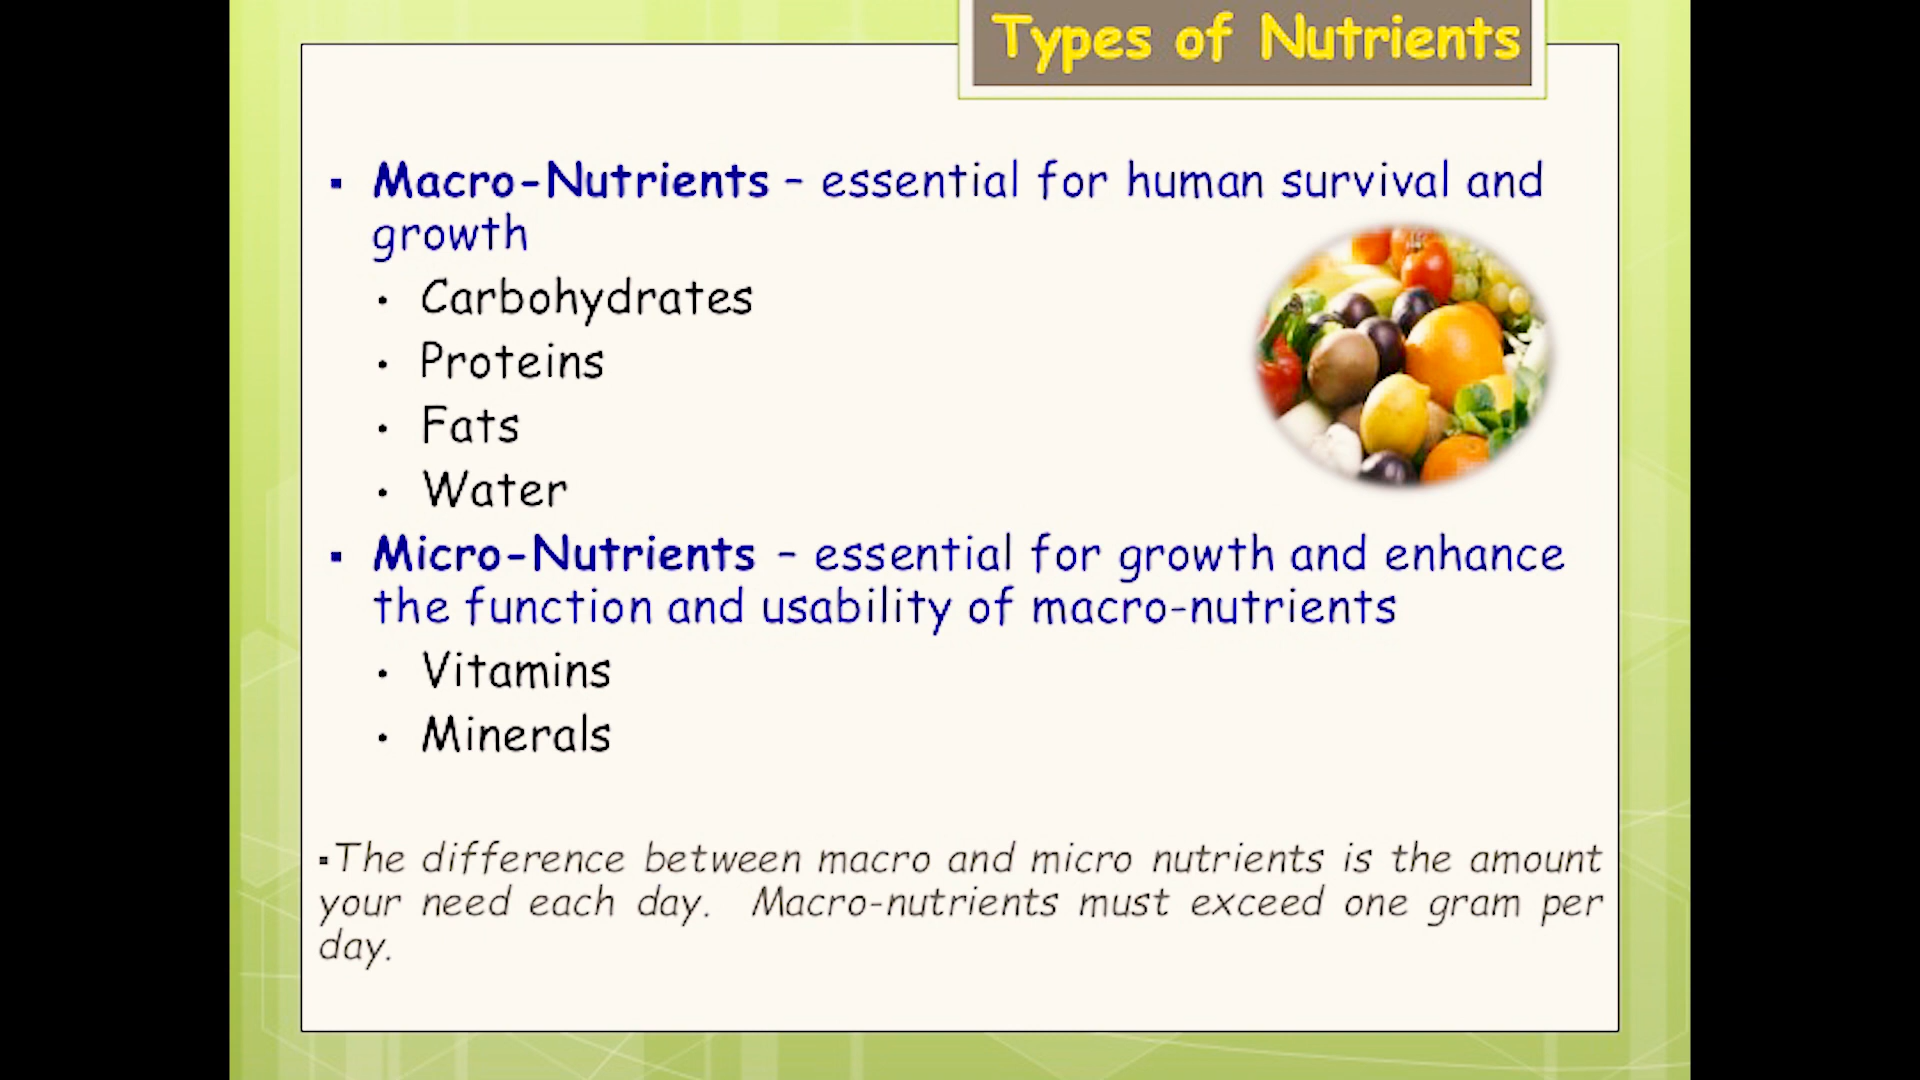 Types of Nutrients
▪ Macro-Nutrients – essential for human survival and
growth
• Carbohydrates
• Proteins
• Fats
• Water
▪ Micro-Nutrients – essential for growth and enhance
the function and usability of macro-nutrients
• Vitamins
• Minerals
▪The difference between macro and micro nutrients is the amount
your need each day. Macro-nutrients must exceed one gram per
day.